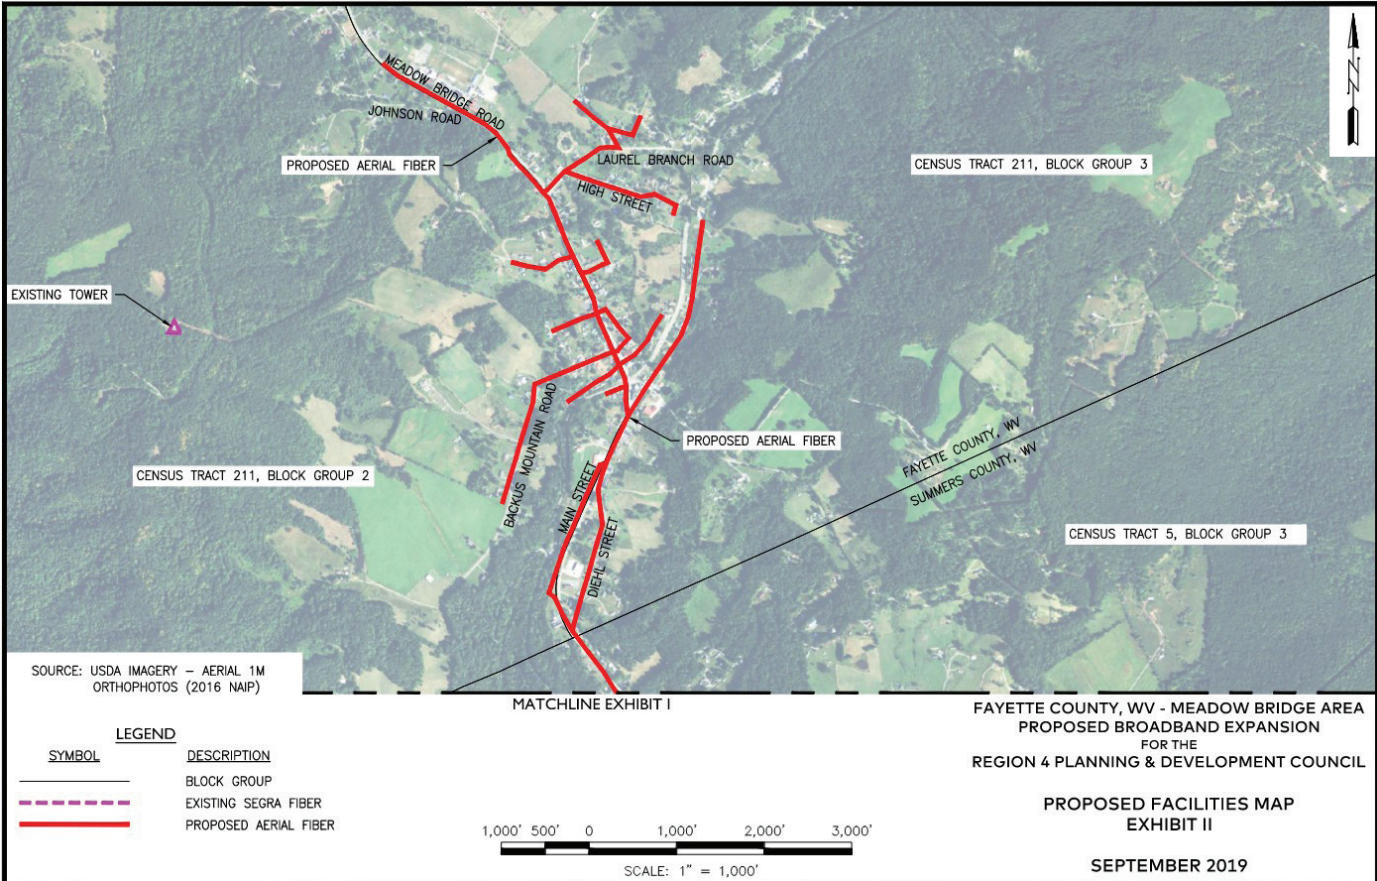 MEADOW BRIDGE ROAD
JOHNSON ROAD
PROPOSED AERIAL FIBER
LAUREL BRANCH ROAD
CENSUS TRACT 211, BLOCK GROUP 3
HIGH STREET
EXISTING TOWER
BACKUS MOUNTAIN ROAD
PROPOSED AERIAL FIBER
FAYETTE COUNTY, WV
SUMMERS COUNTY, WV
CENSUS TRACT 211, BLOCK GROUP 2
MAIN STREET
DIEHL STREET
CENSUS TRACT 5, BLOCK GROUP 3
SOURCE: USDA IMAGERY – AERIAL 1M
ORTHOPHOTOS (2016 NAIP)
MATCHLINE EXHIBIT I
LEGEND
SYMBOL DESCRIPTION
BLOCK GROUP
EXISTING SEGRA FIBER
PROPOSED AERIAL FIBER
1,000' 500' 0 1,000' 2,000' 3,000'
SCALE: 1" = 1,000'
FAYETTE COUNTY, WV - MEADOW BRIDGE AREA
PROPOSED BROADBAND EXPANSION
FOR THE
REGION 4 PLANNING & DEVELOPMENT COUNCIL
PROPOSED FACILITIES MAP
EXHIBIT II
SEPTEMBER 2019